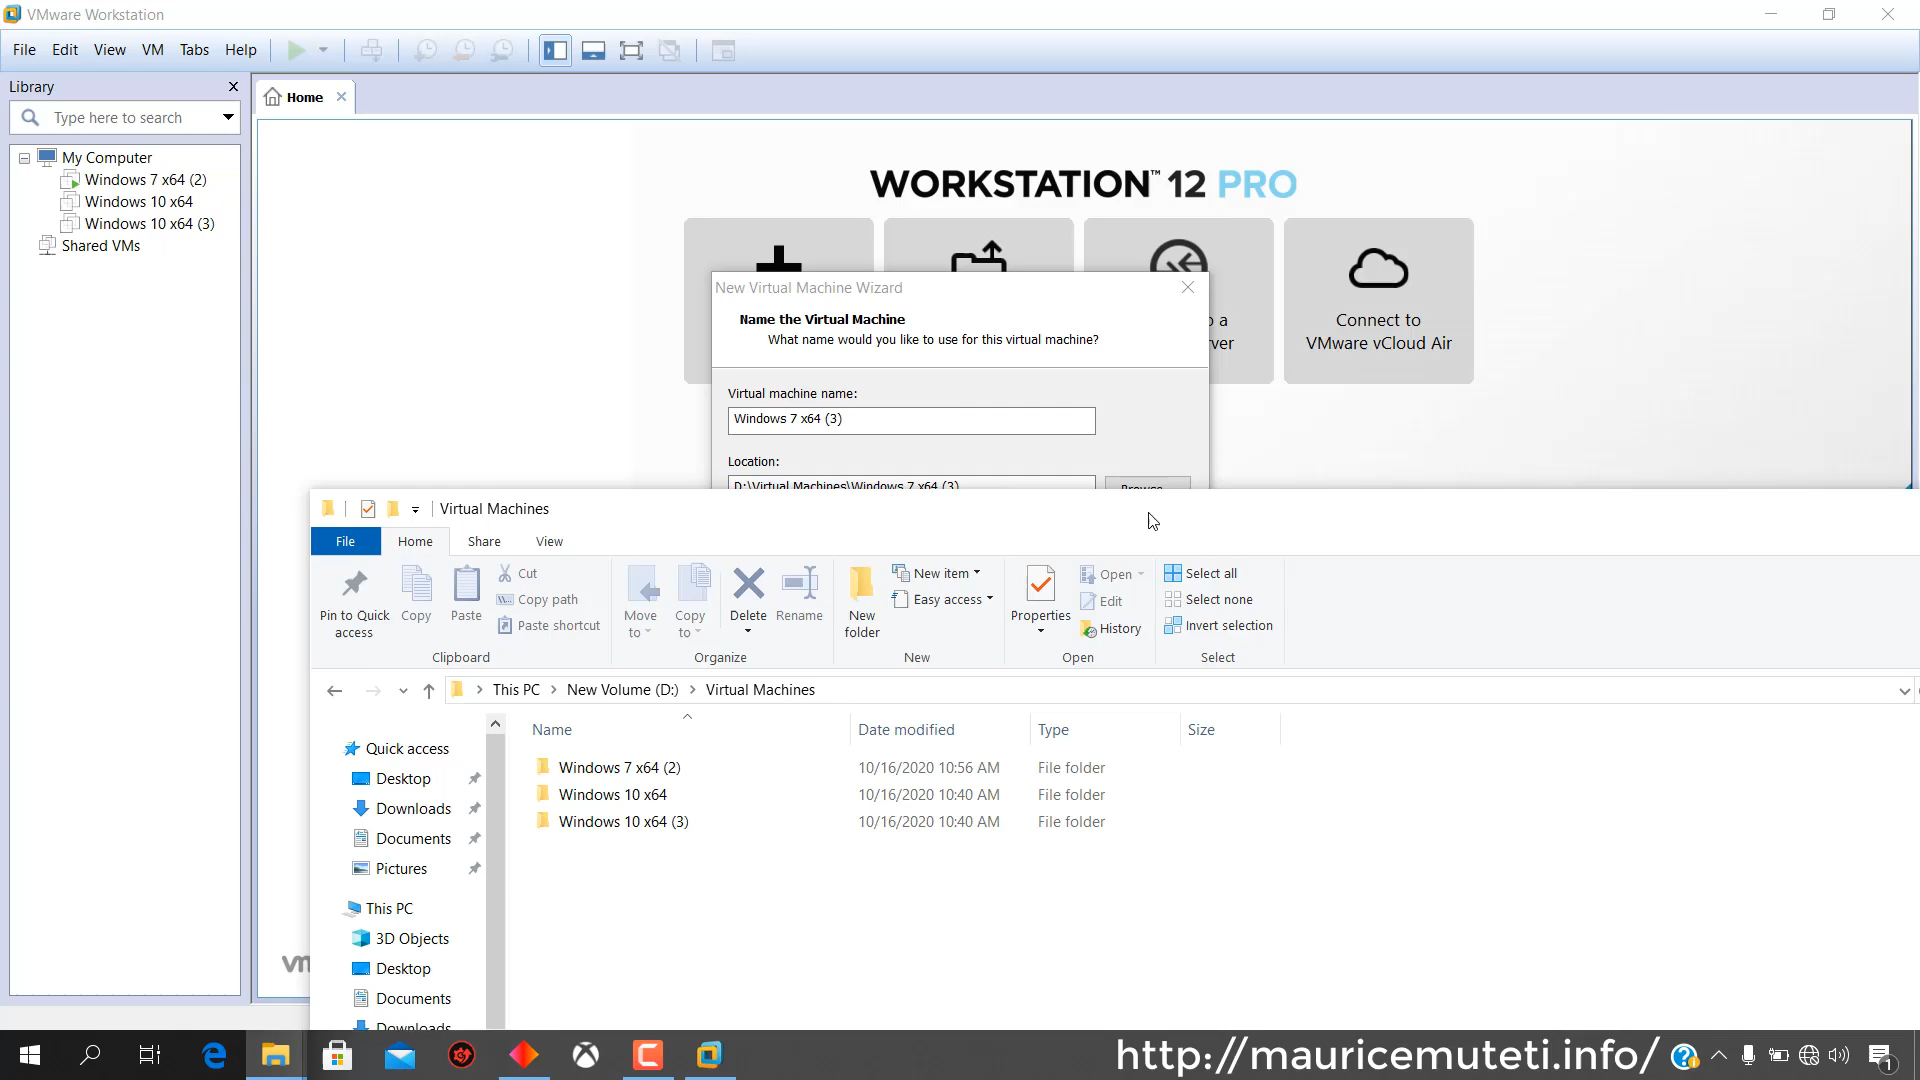 VMware Workstation
File Edit View VM Tabs Help
Library
Type here to search
My Computer
Windows 7 x64 (2)
Windows 10 x64
Windows 10 x64 (3)
Shared VMs
Home
WORKSTATION™ 12 PRO
Connect to
VMware vCloud Air
New Virtual Machine Wizard
Name the Virtual Machine
What name would you like to use for this virtual machine?
Virtual machine name:
Windows 7 x64 (3)
Location:
D:\Virtual Machines\Windows 7 x64 (3)
Browse...
Virtual Machines
File Home Share View
Pin to Quick
access
Copy
Paste
Cut
Copy path
Paste shortcut
Clipboard
Move
to
Copy
to
Delete
Rename
Organize
New
folder
New item
Easy access
New
Properties
Open
Edit
History
Open
Select all
Select none
Invert selection
Select
This PC > New Volume (D:) > Virtual Machines
Name Date modified Type Size
Windows 7 x64 (2) 10/16/2020 10:56 AM File folder
Windows 10 x64 10/16/2020 10:40 AM File folder
Windows 10 x64 (3) 10/16/2020 10:40 AM File folder
Quick access
Desktop
Downloads
Documents
Pictures
This PC
3D Objects
Desktop
Documents
Downloads
http://mauricemuteti.info/
1